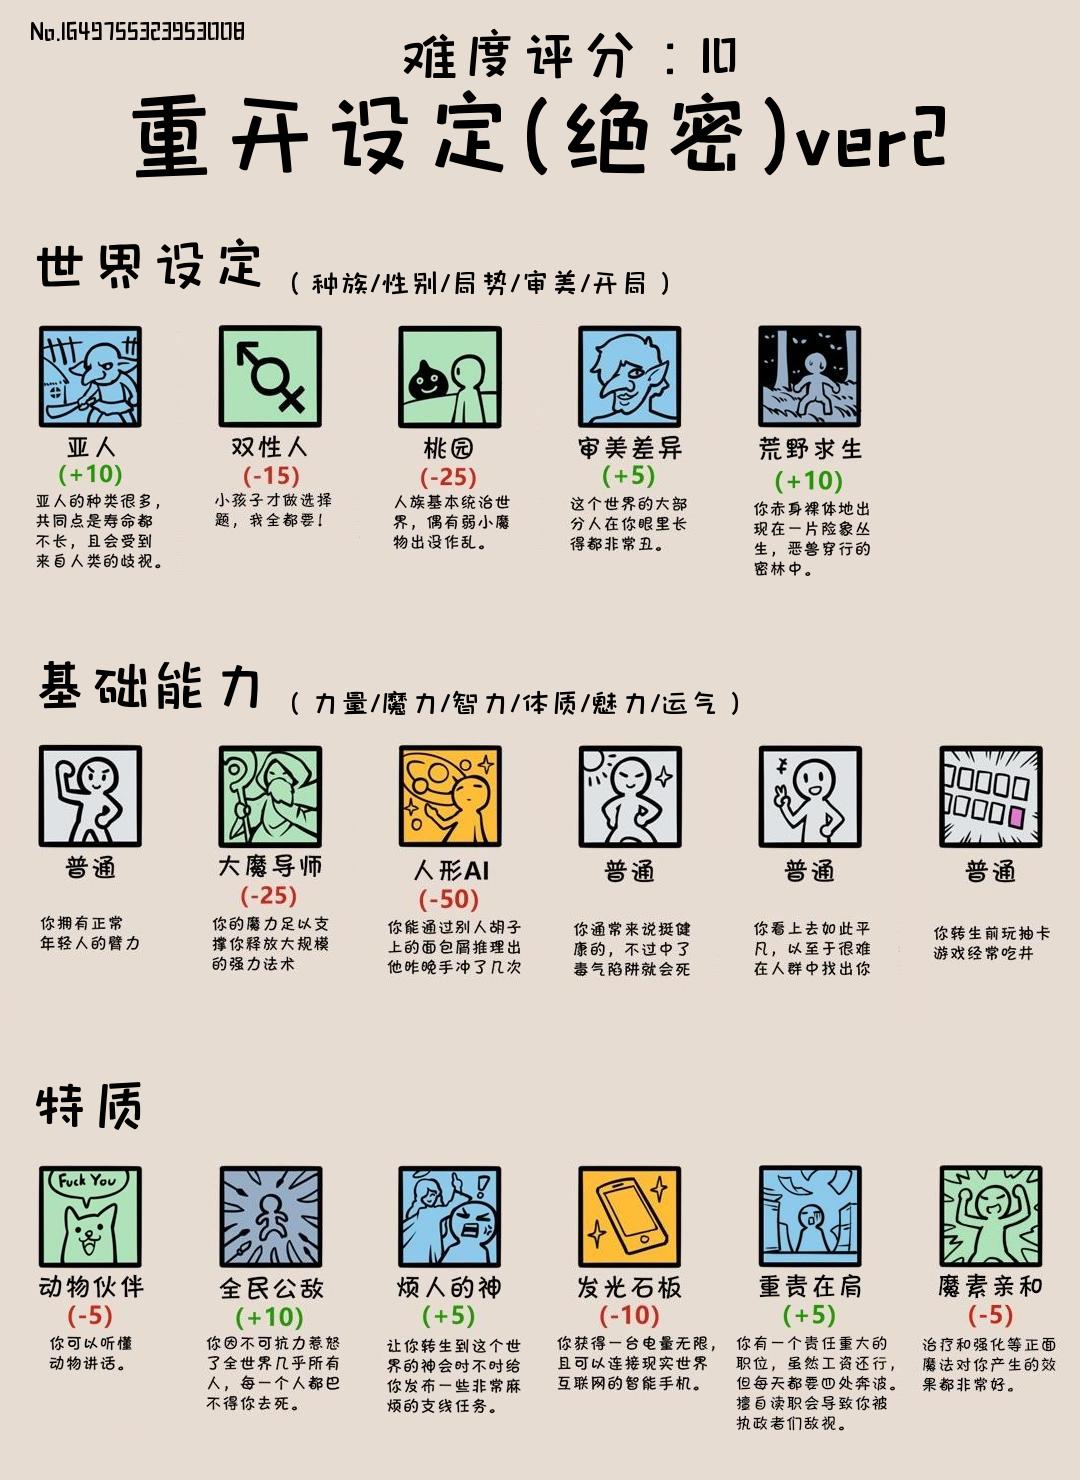 No.1649755323953008
难度评分：10
重开设定(绝密)ver2
世界设定 （种族/性别/局势/审美/开局）
亚人
(+10)
亚人的种类很多，
共同点是寿命都
不长，且会受到
来自人类的歧视。
双性人
(-15)
小孩子才做选择
题，我全都要！
桃园
(-25)
人族基本统治世
界，偶有弱小魔
物出没作乱。
审美差异
(+5)
这个世界的大部
分人在你眼里长
得都非常丑。
荒野求生
(+10)
你赤身裸体地出
现在一片险象丛
生，恶兽穿行的
密林中。
基础能力 （力量/魔力/智力/体质/魅力/运气）
普通
你拥有正常
年轻人的臂力
大魔导师
(-25)
你的魔力足以支
撑你释放大规模
的强力法术
人形AI
(-50)
你能通过别人胡子
上的面包屑推理出
他昨晚手冲了几次
普通
你通常来说挺健
康的，不过中了
毒气陷阱就会死
普通
你看上去如此平
凡，以至于很难
在人群中找出你
普通
你转生前玩抽卡
游戏经常吃井
特质
Fuck You
动物伙伴
(-5)
你可以听懂
动物讲话。
全民公敌
(+10)
你因不可抗力惹怒
了全世界几乎所有
人，每一个人都巴
不得你去死。
烦人的神
(+5)
让你转生到这个世
界的神会时不时给
你发布一些非常麻
烦的支线任务。
发光石板
(-10)
你获得一台电量无限，
且可以连接现实世界
互联网的智能手机。
重责在肩
(+5)
你有一个责任重大的
职位，虽然工资还行，
但每天都要四处奔波。
擅自渎职会导致你被
执政者们敌视。
魔素亲和
(-5)
治疗和强化等正面
魔法对你产生的效
果都非常好。